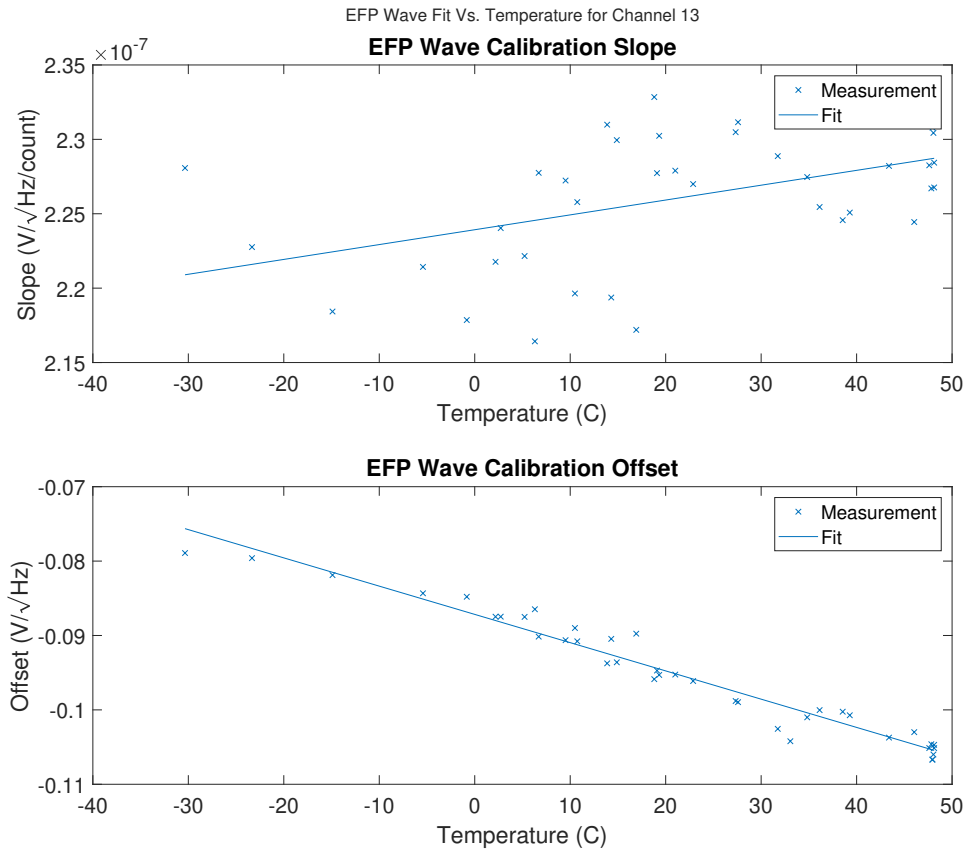 EFP Wave Fit Vs. Temperature for Channel 13
EFP Wave Calibration Slope
×10⁻⁷
2.35
2.3
2.25
2.2
2.15
Slope (V/√Hz/count)
Measurement
Fit
-40 -30 -20 -10 0 10 20 30 40 50
Temperature (C)
EFP Wave Calibration Offset
-0.07
-0.08
-0.09
-0.1
-0.11
Offset (V/√Hz)
Measurement
Fit
-40 -30 -20 -10 0 10 20 30 40 50
Temperature (C)